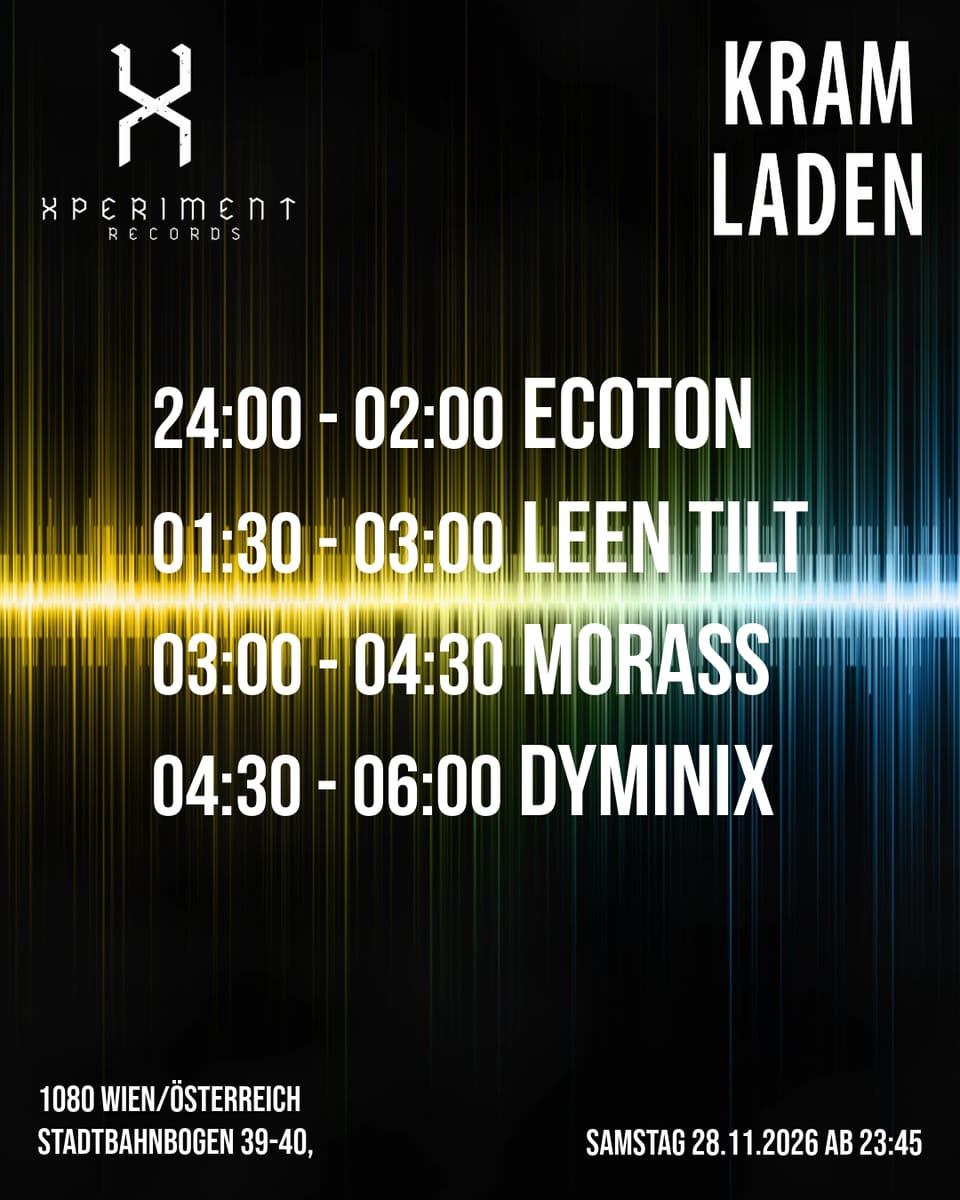 XPERIMENT
RECORDS
KRAM
LADEN
24:00 - 02:00 ECOTON
01:30 - 03:00 LEEN TILT
03:00 - 04:30 MORASS
04:30 - 06:00 DYMINIX
1080 WIEN/ÖSTERREICH
STADTBAHNBOGEN 39-40,
SAMSTAG 28.11.2026 AB 23:45